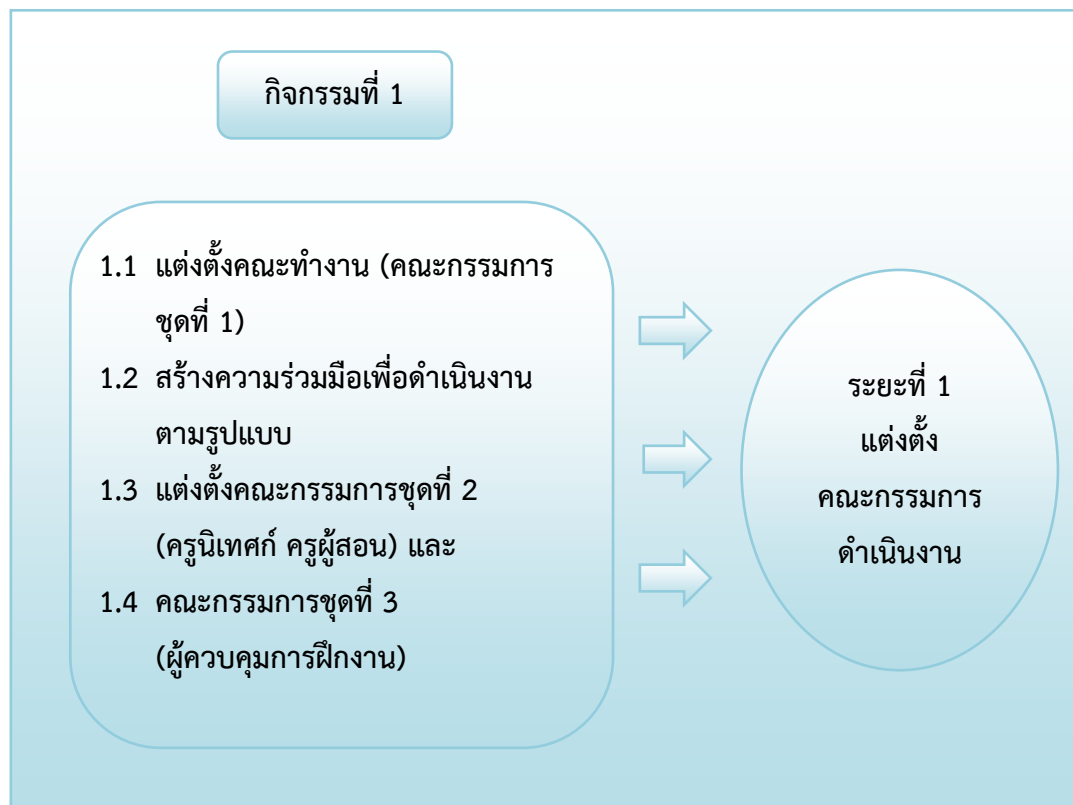 กิจกรรมที่ 1
1.1 แต่งตั้งคณะทำงาน (คณะกรรมการ
ชุดที่ 1)
1.2 สร้างความร่วมมือเพื่อดำเนินงาน
ตามรูปแบบ
1.3 แต่งตั้งคณะกรรมการชุดที่ 2
(ครูนิเทศก์ ครูผู้สอน) และ
1.4 คณะกรรมการชุดที่ 3
(ผู้ควบคุมการฝึกงาน)
ระยะที่ 1
แต่งตั้ง
คณะกรรมการ
ดำเนินงาน